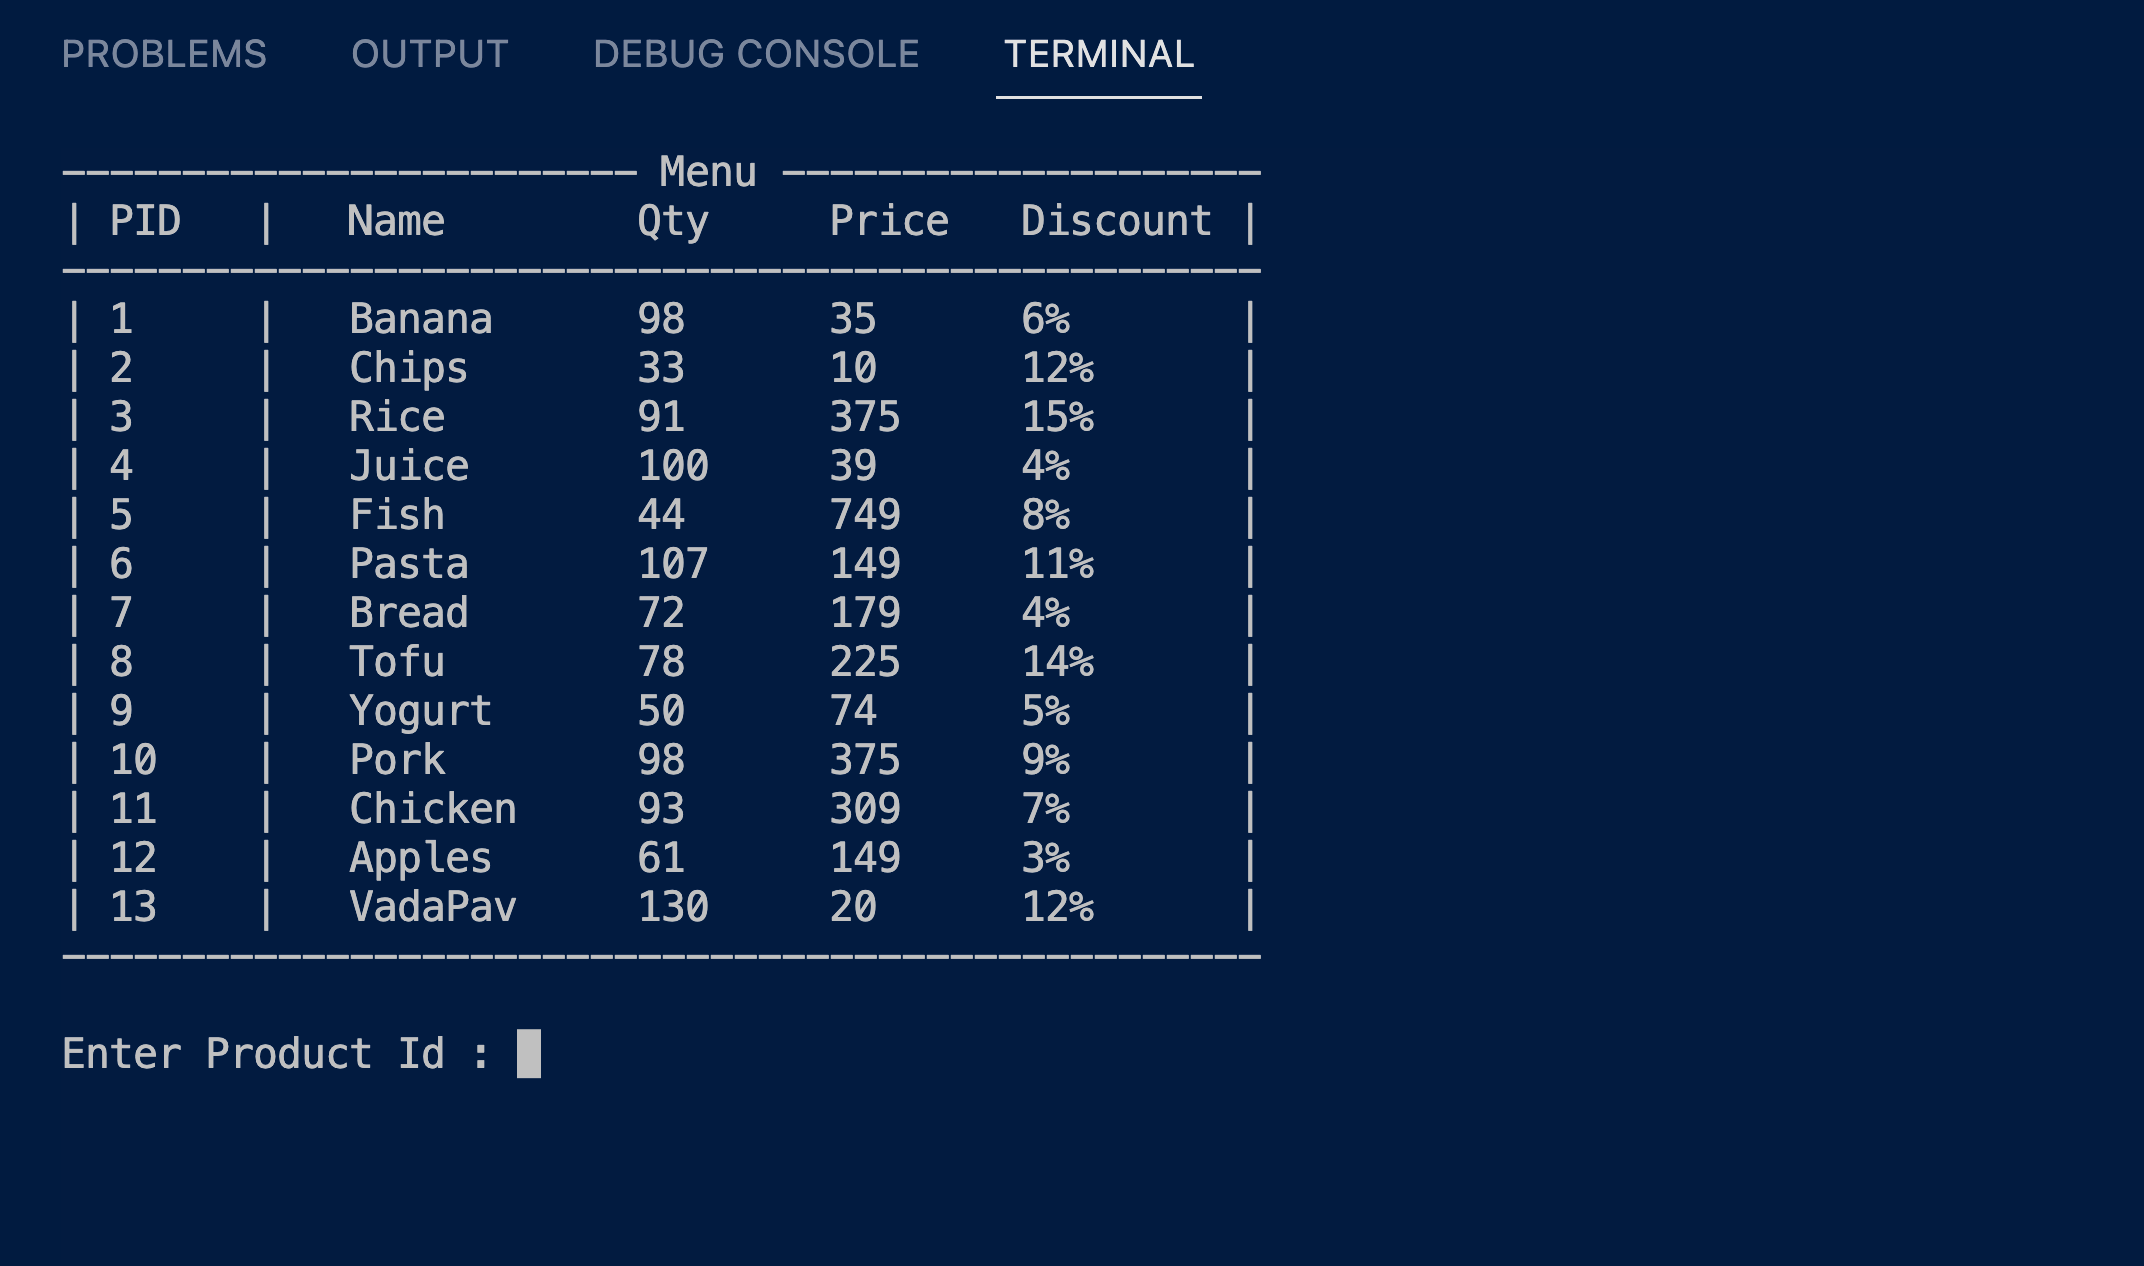 PROBLEMS OUTPUT DEBUG CONSOLE TERMINAL
------------------------ Menu --------------------
| PID | Name Qty Price Discount |
--------------------------------------------------
| 1 | Banana 98 35 6% |
| 2 | Chips 33 10 12% |
| 3 | Rice 91 375 15% |
| 4 | Juice 100 39 4% |
| 5 | Fish 44 749 8% |
| 6 | Pasta 107 149 11% |
| 7 | Bread 72 179 4% |
| 8 | Tofu 78 225 14% |
| 9 | Yogurt 50 74 5% |
| 10 | Pork 98 375 9% |
| 11 | Chicken 93 309 7% |
| 12 | Apples 61 149 3% |
| 13 | VadaPav 130 20 12% |
--------------------------------------------------
Enter Product Id :